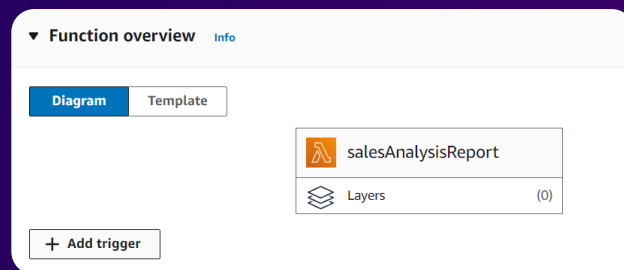 Function overview Info
Diagram Template
salesAnalysisReport
Layers (0)
Add trigger